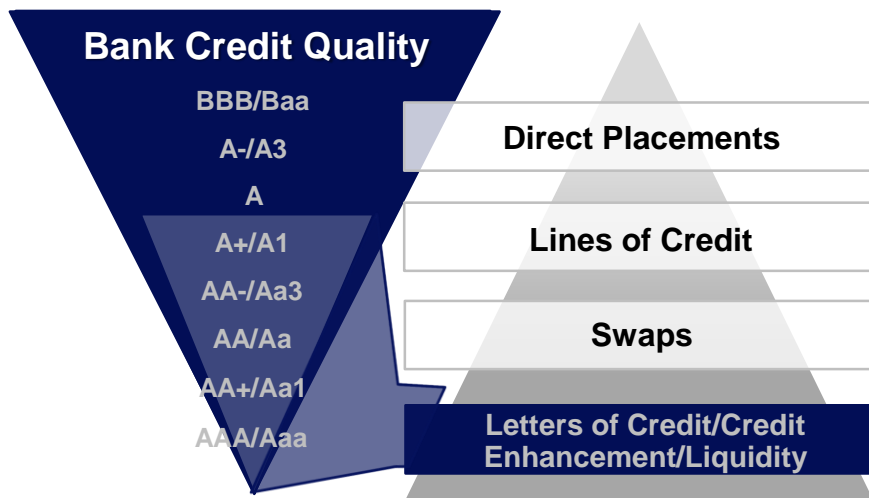 Bank Credit Quality
BBB/Baa
A-/A3
A
A+/A1
AA-/Aa3
AA/Aa
AA+/Aa1
AAA/Aaa
Direct Placements
Lines of Credit
Swaps
Letters of Credit/Credit
Enhancement/Liquidity